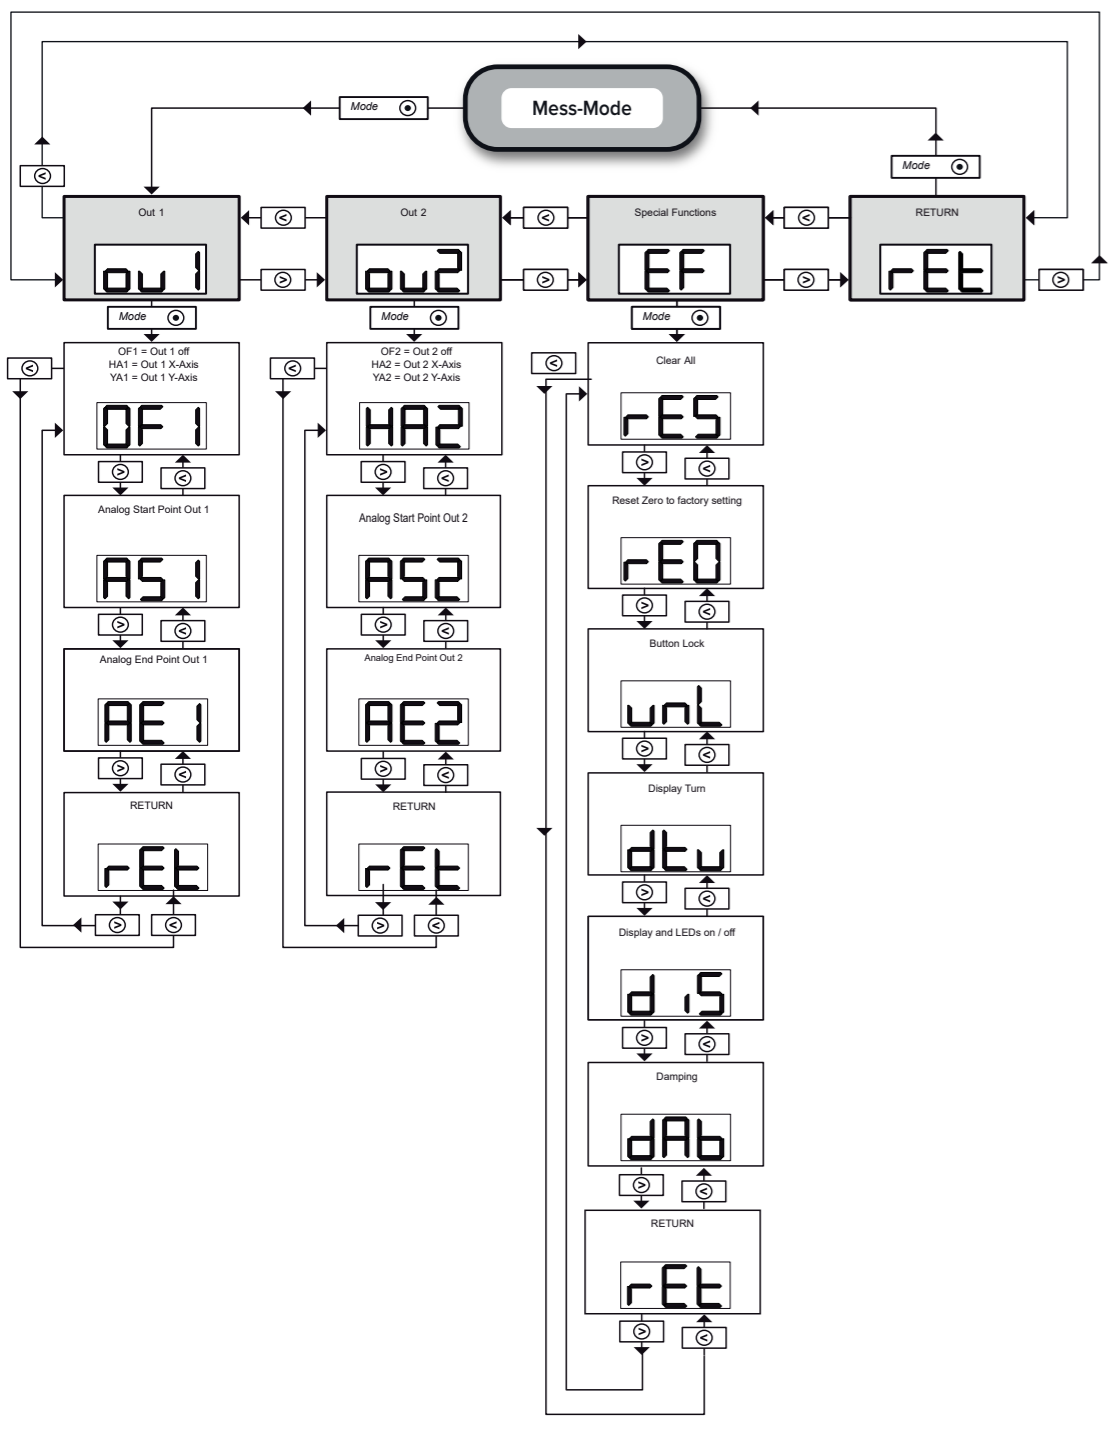 Mess-Mode
Mode
Mode
Out 1
ou1
<
>
Out 2
ou2
<
>
Special Functions
EF
<
>
RETURN
rEt
<
>
Mode
Mode
Mode
<
OF1 = Out 1 off
HA1 = Out 1 X-Axis
YA1 = Out 1 Y-Axis
OF1
>
<
Analog Start Point Out 1
AS1
>
<
Analog End Point Out 1
AE1
>
<
RETURN
rEt
>
<
<
OF2 = Out 2 off
HA2 = Out 2 X-Axis
YA2 = Out 2 Y-Axis
HA2
>
<
Analog Start Point Out 2
AS2
>
<
Analog End Point Out 2
AE2
>
<
RETURN
rEt
>
<
<
Clear All
rES
>
<
Reset Zero to factory setting
rE0
>
<
Button Lock
unL
>
<
Display Turn
dtu
>
<
Display and LEDs on / off
diS
>
<
Damping
dAb
>
<
RETURN
rEt
>
<